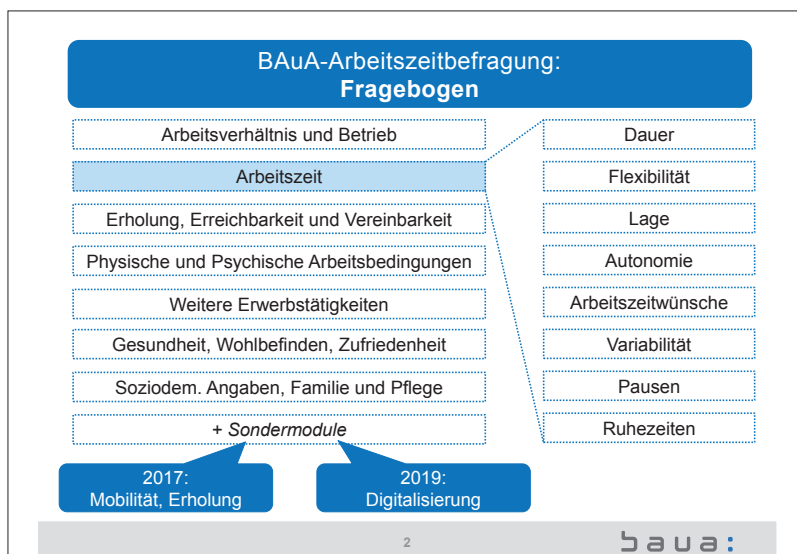 BAuA-Arbeitszeitbefragung:
Fragebogen
Arbeitsverhältnis und Betrieb
Arbeitszeit
Erholung, Erreichbarkeit und Vereinbarkeit
Physische und Psychische Arbeitsbedingungen
Weitere Erwerbstätigkeiten
Gesundheit, Wohlbefinden, Zufriedenheit
Soziodem. Angaben, Familie und Pflege
+ Sondermodule
Dauer
Flexibilität
Lage
Autonomie
Arbeitszeitwünsche
Variabilität
Pausen
Ruhezeiten
2017:
Mobilität, Erholung
2019:
Digitalisierung
2
baua: